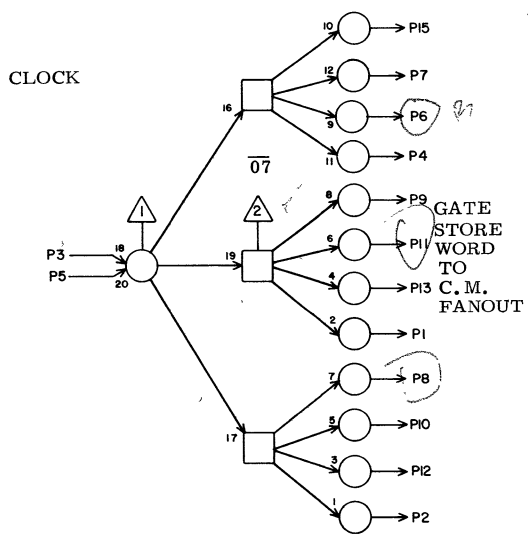 10 P15
CLOCK
12 P7
16
9 P6
11 P4
0̅7̅
8 P9
1 2
GATE
6 P11 STORE
P3 18 WORD
19 TO
P5 20
4 P13 C.M.
FANOUT
2 P1
7 P8
17
5 P10
3 P12
1 P2